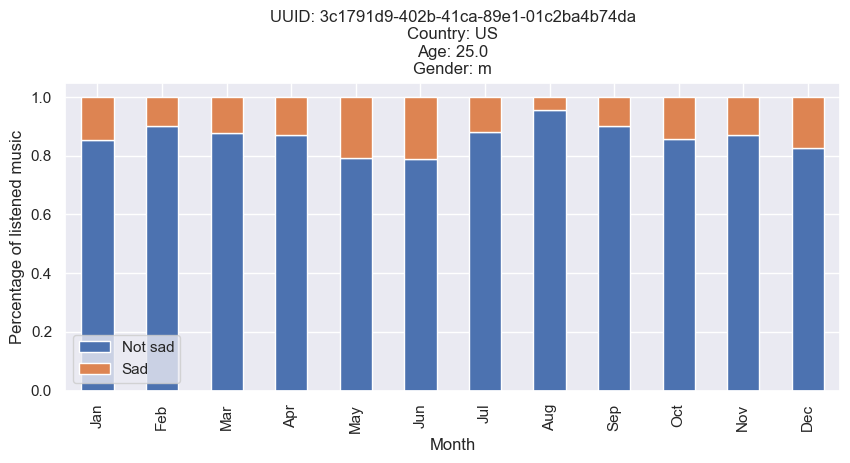 UUID: 3c1791d9-402b-41ca-89e1-01c2ba4b74da
Country: US
Age: 25.0
Gender: m
Percentage of listened music
1.0
0.8
0.6
0.4
0.2
0.0
Not sad
Sad
Jan
Feb
Mar
Apr
May
Jun
Jul
Aug
Sep
Oct
Nov
Dec
Month